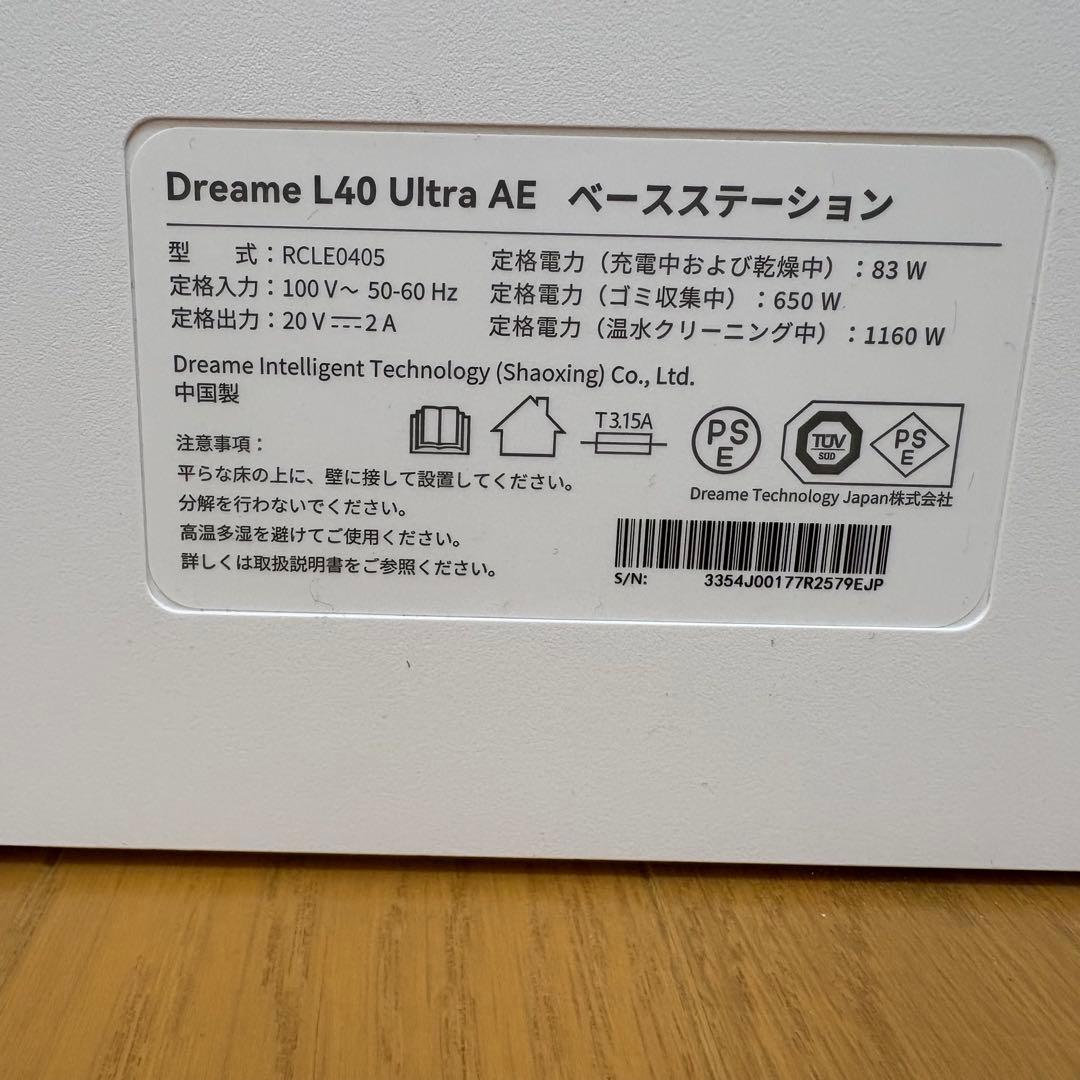 Dreame L40 Ultra AE ベースステーション
型 式：RCLE0405
定格入力：100 V～ 50-60 Hz
定格出力：20 V⎓2 A
定格電力（充電中および乾燥中）：83 W
定格電力（ゴミ収集中）：650 W
定格電力（温水クリーニング中）：1160 W
Dreame Intelligent Technology (Shaoxing) Co., Ltd.
中国製
T 3.15A
PSE
TÜV
SÜD
PSE
Dreame Technology Japan株式会社
注意事項：
平らな床の上に、壁に接して設置してください。
分解を行わないでください。
高温多湿を避けてご使用ください。
詳しくは取扱説明書をご参照ください。
S/N: 3354J00177R2579EJP